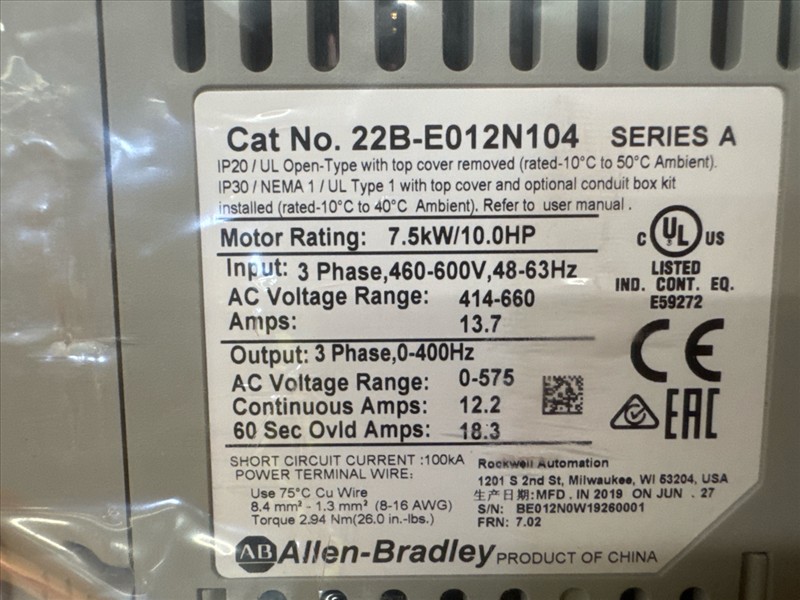 Cat No. 22B-E012N104 SERIES A
IP20 / UL Open-Type with top cover removed (rated-10°C to 50°C Ambient).
IP30 / NEMA 1 / UL Type 1 with top cover and optional conduit box kit
installed (rated-10°C to 40°C Ambient). Refer to user manual .
Motor Rating: 7.5kW/10.0HP
Input: 3 Phase,460-600V,48-63Hz
AC Voltage Range: 414-660
Amps: 13.7
Output: 3 Phase,0-400Hz
AC Voltage Range: 0-575
Continuous Amps: 12.2
60 Sec Ovld Amps: 18.3
C UL US
LISTED
IND. CONT. EQ.
E59272
CE
EAC
SHORT CIRCUIT CURRENT :100kA
POWER TERMINAL WIRE:
Use 75°C Cu Wire
8.4 mm² - 1.3 mm² (8-16 AWG)
Torque 2.94 Nm(26.0 in.-lbs.)
Rockwell Automation
1201 S 2nd St, Milwaukee, WI 53204, USA
生产日期:MFD. IN 2019 ON JUN . 27
S/N: BE012N0W19260001
FRN: 7.02
AB Allen-Bradley PRODUCT OF CHINA